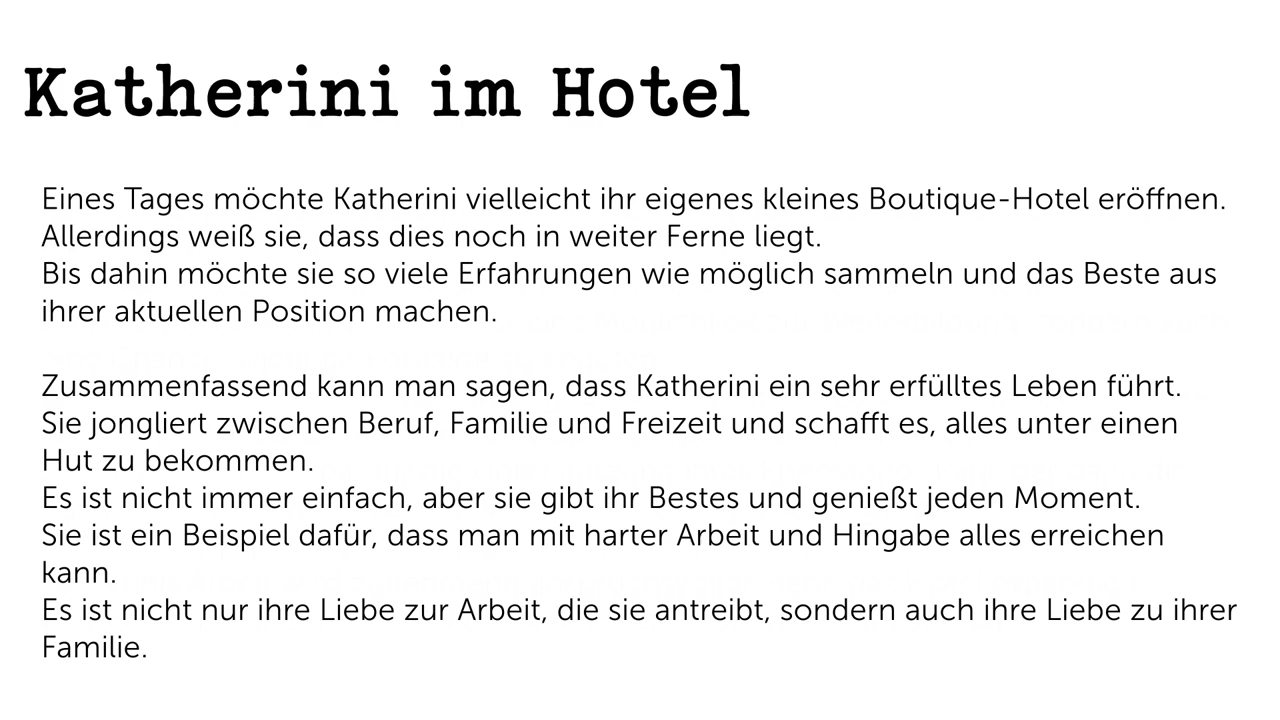 Katherini im Hotel
Eines Tages möchte Katherini vielleicht ihr eigenes kleines Boutique-Hotel eröffnen.
Allerdings weiß sie, dass dies noch in weiter Ferne liegt.
Bis dahin möchte sie so viele Erfahrungen wie möglich sammeln und das Beste aus
ihrer aktuellen Position machen.
Zusammenfassend kann man sagen, dass Katherini ein sehr erfülltes Leben führt.
Sie jongliert zwischen Beruf, Familie und Freizeit und schafft es, alles unter einen
Hut zu bekommen.
Es ist nicht immer einfach, aber sie gibt ihr Bestes und genießt jeden Moment.
Sie ist ein Beispiel dafür, dass man mit harter Arbeit und Hingabe alles erreichen
kann.
Es ist nicht nur ihre Liebe zur Arbeit, die sie antreibt, sondern auch ihre Liebe zu ihrer
Familie.